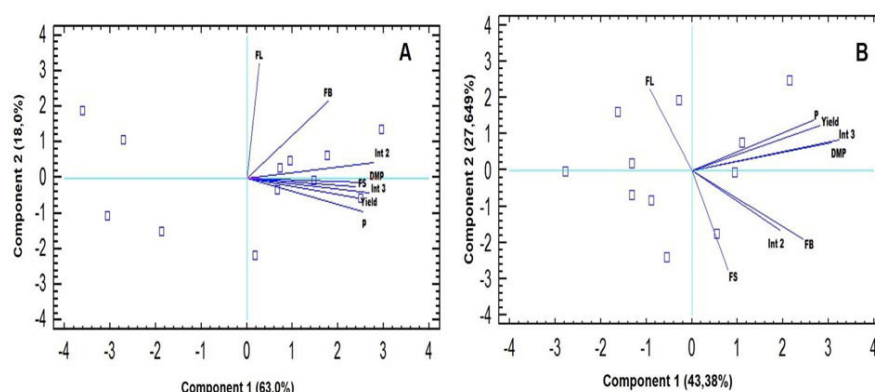 A
Component 2 (18,0%)
4
3
2
1
0
-1
-2
-3
-4
FL
FB
Int 2
DMP
FS
Int 3
Yield
P
-4 -3 -2 -1 0 1 2 3 4
Component 1 (63,0%)
B
Component 2 (27,649%)
4
3
2
1
0
-1
-2
-3
-4
FL
P
Yield
Int 3
DMP
Int 2
FB
FS
-4 -3 -2 -1 0 1 2 3 4
Component 1 (43,38%)